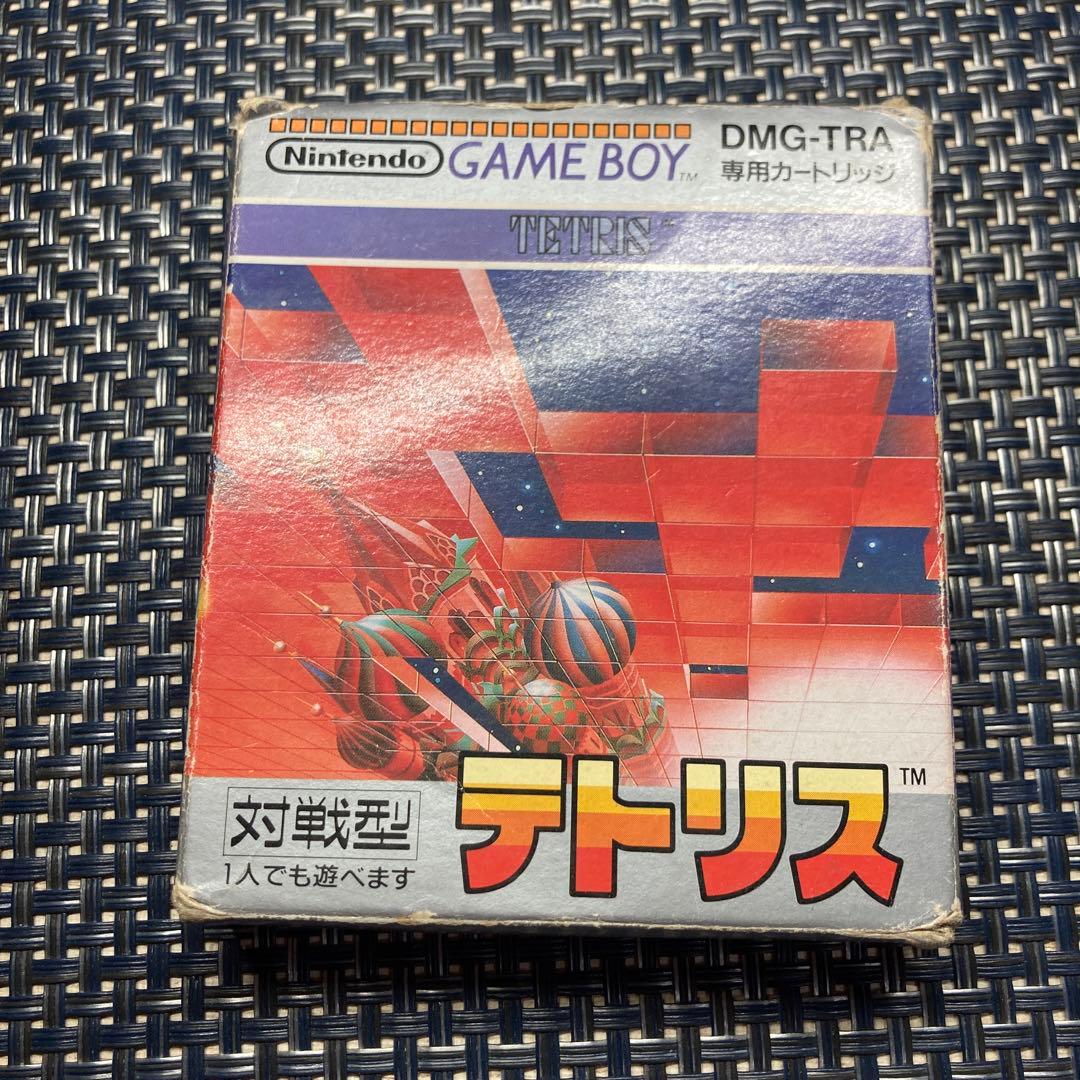 Nintendo GAME BOY™ DMG-TRA
専用カートリッジ
TETRIS™
対戦型
1人でも遊べます
テトリス™